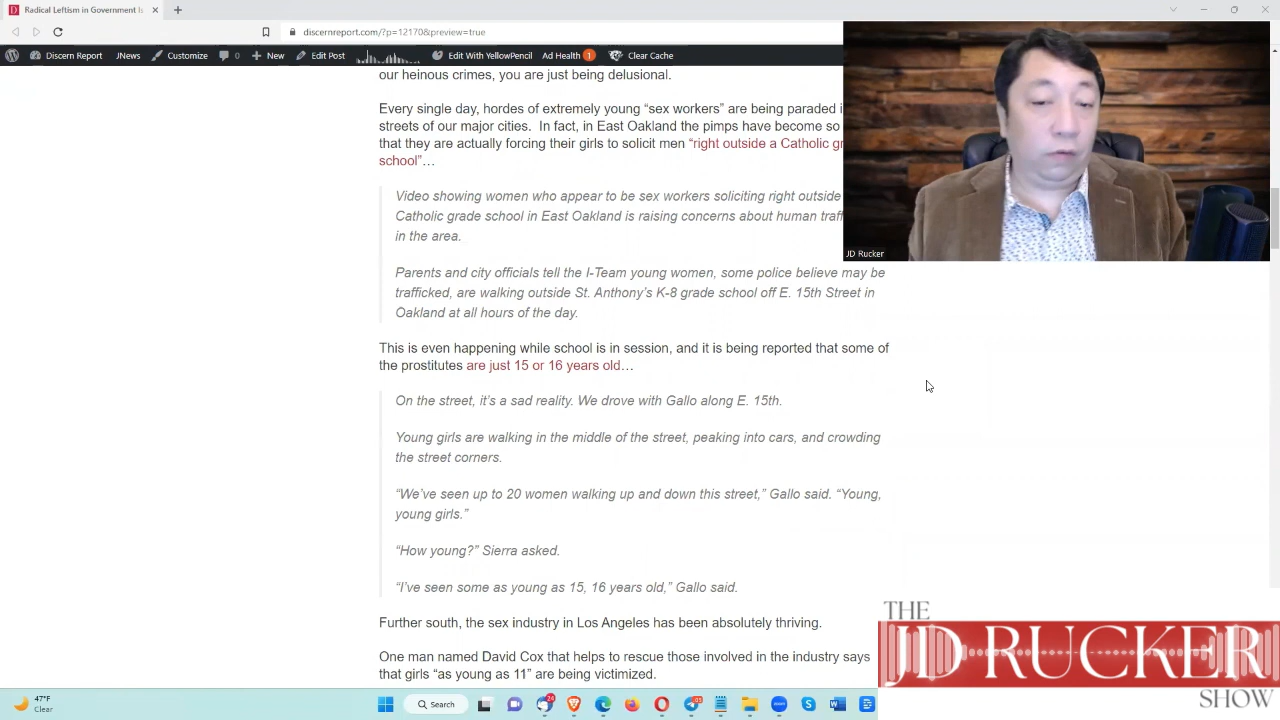 Radical Leftism in Government Is
discernreport.com/?p=12170&preview=true
Discern Report JNews Customize 0 New Edit Post Edit With YellowPencil Ad Health 1 Clear Cache
our heinous crimes, you are just being delusional.
Every single day, hordes of extremely young “sex workers” are being paraded
streets of our major cities. In fact, in East Oakland the pimps have become so
that they are actually forcing their girls to solicit men “right outside a Catholic gr
school”…
Video showing women who appear to be sex workers soliciting right outside
Catholic grade school in East Oakland is raising concerns about human traff
in the area.
Parents and city officials tell the I-Team young women, some police believe may be
trafficked, are walking outside St. Anthony’s K-8 grade school off E. 15th Street in
Oakland at all hours of the day.
This is even happening while school is in session, and it is being reported that some of
the prostitutes are just 15 or 16 years old…
On the street, it’s a sad reality. We drove with Gallo along E. 15th.
Young girls are walking in the middle of the street, peaking into cars, and crowding
the street corners.
“We’ve seen up to 20 women walking up and down this street,” Gallo said. “Young,
young girls.”
“How young?” Sierra asked.
“I’ve seen some as young as 15, 16 years old,” Gallo said.
Further south, the sex industry in Los Angeles has been absolutely thriving.
One man named David Cox that helps to rescue those involved in the industry says
that girls “as young as 11” are being victimized.
JD Rucker
THE
JD RUCKER
SHOW
47°F
Clear
Search
24